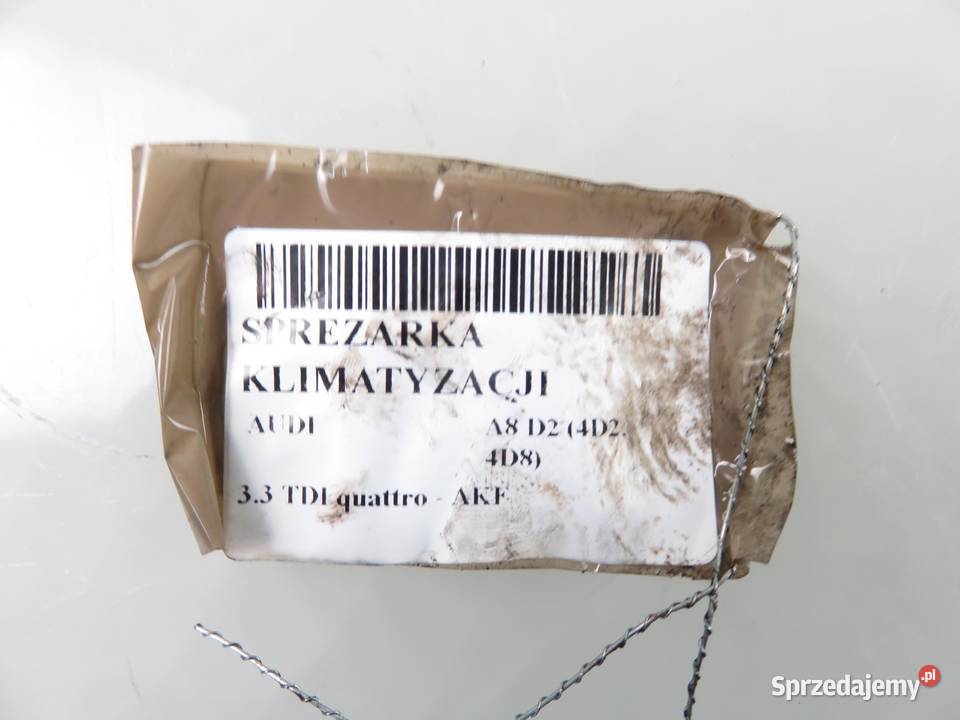 SPREZARKA
KLIMATYZACJI
AUDI A8 D2 (4D2,
4D8)
3.3 TDI quattro - AKF
Sprzedajemy.pl